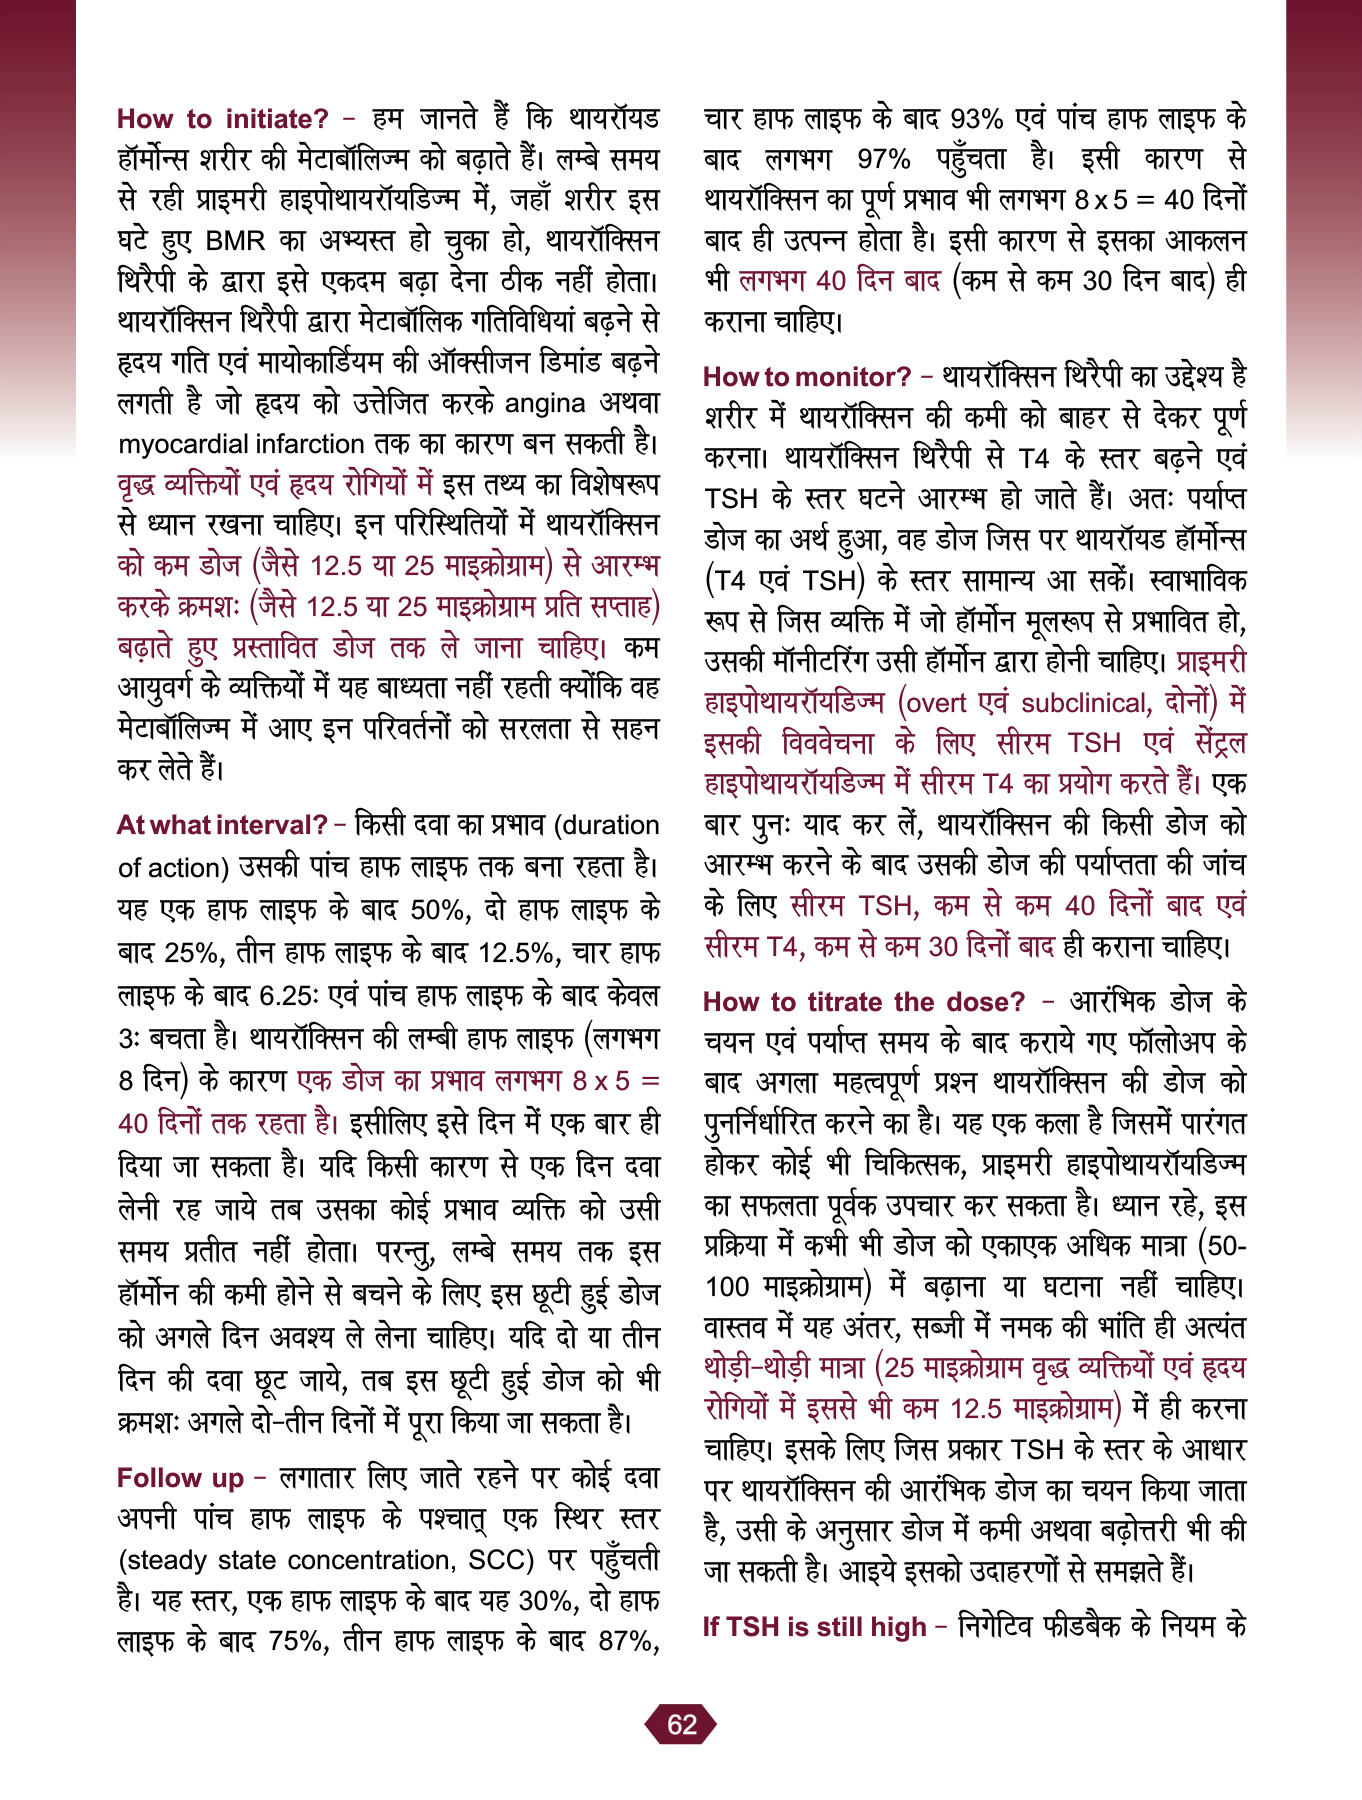 How to initiate? – हम जानते हैं कि थायरॉयड
हॉर्मोन्स शरीर की मेटाबॉलिज्म को बढ़ाते हैं। लम्बे समय
से रही प्राइमरी हाइपोथायरॉयडिज्म में, जहाँ शरीर इस
घटे हुए BMR का अभ्यस्त हो चुका हो, थायरॉक्सिन
थिरैपी के द्वारा इसे एकदम बढ़ा देना ठीक नहीं होता।
थायरॉक्सिन थिरैपी द्वारा मेटाबॉलिक गतिविधियां बढ़ने से
हृदय गति एवं मायोकार्डियम की ऑक्सीजन डिमांड बढ़ने
लगती है जो हृदय को उत्तेजित करके angina अथवा
myocardial infarction तक का कारण बन सकती है।
वृद्ध व्यक्तियों एवं हृदय रोगियों में इस तथ्य का विशेषरूप
से ध्यान रखना चाहिए। इन परिस्थितियों में थायरॉक्सिन
को कम डोज (जैसे 12.5 या 25 माइक्रोग्राम) से आरम्भ
करके क्रमशः (जैसे 12.5 या 25 माइक्रोग्राम प्रति सप्ताह)
बढ़ाते हुए प्रस्तावित डोज तक ले जाना चाहिए। कम
आयुवर्ग के व्यक्तियों में यह बाध्यता नहीं रहती क्योंकि वह
मेटाबॉलिज्म में आए इन परिवर्तनों को सरलता से सहन
कर लेते हैं।
At what interval? – किसी दवा का प्रभाव (duration
of action) उसकी पांच हाफ लाइफ तक बना रहता है।
यह एक हाफ लाइफ के बाद 50%, दो हाफ लाइफ के
बाद 25%, तीन हाफ लाइफ के बाद 12.5%, चार हाफ
लाइफ के बाद 6.25ः एवं पांच हाफ लाइफ के बाद केवल
3ः बचता है। थायरॉक्सिन की लम्बी हाफ लाइफ (लगभग
8 दिन) के कारण एक डोज का प्रभाव लगभग 8 x 5 =
40 दिनों तक रहता है। इसीलिए इसे दिन में एक बार ही
दिया जा सकता है। यदि किसी कारण से एक दिन दवा
लेनी रह जाये तब उसका कोई प्रभाव व्यक्ति को उसी
समय प्रतीत नहीं होता। परन्तु, लम्बे समय तक इस
हॉर्मोन की कमी होने से बचने के लिए इस छूटी हुई डोज
को अगले दिन अवश्य ले लेना चाहिए। यदि दो या तीन
दिन की दवा छूट जाये, तब इस छूटी हुई डोज को भी
क्रमशः अगले दो-तीन दिनों में पूरा किया जा सकता है।
Follow up – लगातार लिए जाते रहने पर कोई दवा
अपनी पांच हाफ लाइफ के पश्चात् एक स्थिर स्तर
(steady state concentration, SCC) पर पहुँचती
है। यह स्तर, एक हाफ लाइफ के बाद यह 30%, दो हाफ
लाइफ के बाद 75%, तीन हाफ लाइफ के बाद 87%,
चार हाफ लाइफ के बाद 93% एवं पांच हाफ लाइफ के
बाद लगभग 97% पहुँचता है। इसी कारण से
थायरॉक्सिन का पूर्ण प्रभाव भी लगभग 8 x 5 = 40 दिनों
बाद ही उत्पन्न होता है। इसी कारण से इसका आकलन
भी लगभग 40 दिन बाद (कम से कम 30 दिन बाद) ही
कराना चाहिए।
How to monitor? – थायरॉक्सिन थिरैपी का उद्देश्य है
शरीर में थायरॉक्सिन की कमी को बाहर से देकर पूर्ण
करना। थायरॉक्सिन थिरैपी से T4 के स्तर बढ़ने एवं
TSH के स्तर घटने आरम्भ हो जाते हैं। अतः पर्याप्त
डोज का अर्थ हुआ, वह डोज जिस पर थायरॉयड हॉर्मोन्स
(T4 एवं TSH) के स्तर सामान्य आ सकें। स्वाभाविक
रूप से जिस व्यक्ति में जो हॉर्मोन मूलरूप से प्रभावित हो,
उसकी मॉनीटरिंग उसी हॉर्मोन द्वारा होनी चाहिए। प्राइमरी
हाइपोथायरॉयडिज्म (overt एवं subclinical, दोनों) में
इसकी विववेचना के लिए सीरम TSH एवं सेंट्रल
हाइपोथायरॉयडिज्म में सीरम T4 का प्रयोग करते हैं। एक
बार पुनः याद कर लें, थायरॉक्सिन की किसी डोज को
आरम्भ करने के बाद उसकी डोज की पर्याप्तता की जांच
के लिए सीरम TSH, कम से कम 40 दिनों बाद एवं
सीरम T4, कम से कम 30 दिनों बाद ही कराना चाहिए।
How to titrate the dose? – आरंभिक डोज के
चयन एवं पर्याप्त समय के बाद कराये गए फॉलोअप के
बाद अगला महत्वपूर्ण प्रश्न थायरॉक्सिन की डोज को
पुनर्निर्धारित करने का है। यह एक कला है जिसमें पारंगत
होकर कोई भी चिकित्सक, प्राइमरी हाइपोथायरॉयडिज्म
का सफलता पूर्वक उपचार कर सकता है। ध्यान रहे, इस
प्रक्रिया में कभी भी डोज को एकाएक अधिक मात्रा (50-
100 माइक्रोग्राम) में बढ़ाना या घटाना नहीं चाहिए।
वास्तव में यह अंतर, सब्जी में नमक की भांति ही अत्यंत
थोड़ी-थोड़ी मात्रा (25 माइक्रोग्राम वृद्ध व्यक्तियों एवं हृदय
रोगियों में इससे भी कम 12.5 माइक्रोग्राम) में ही करना
चाहिए। इसके लिए जिस प्रकार TSH के स्तर के आधार
पर थायरॉक्सिन की आरंभिक डोज का चयन किया जाता
है, उसी के अनुसार डोज में कमी अथवा बढ़ोत्तरी भी की
जा सकती है। आइये इसको उदाहरणों से समझते हैं।
If TSH is still high – निगेटिव फीडबैक के नियम के
62